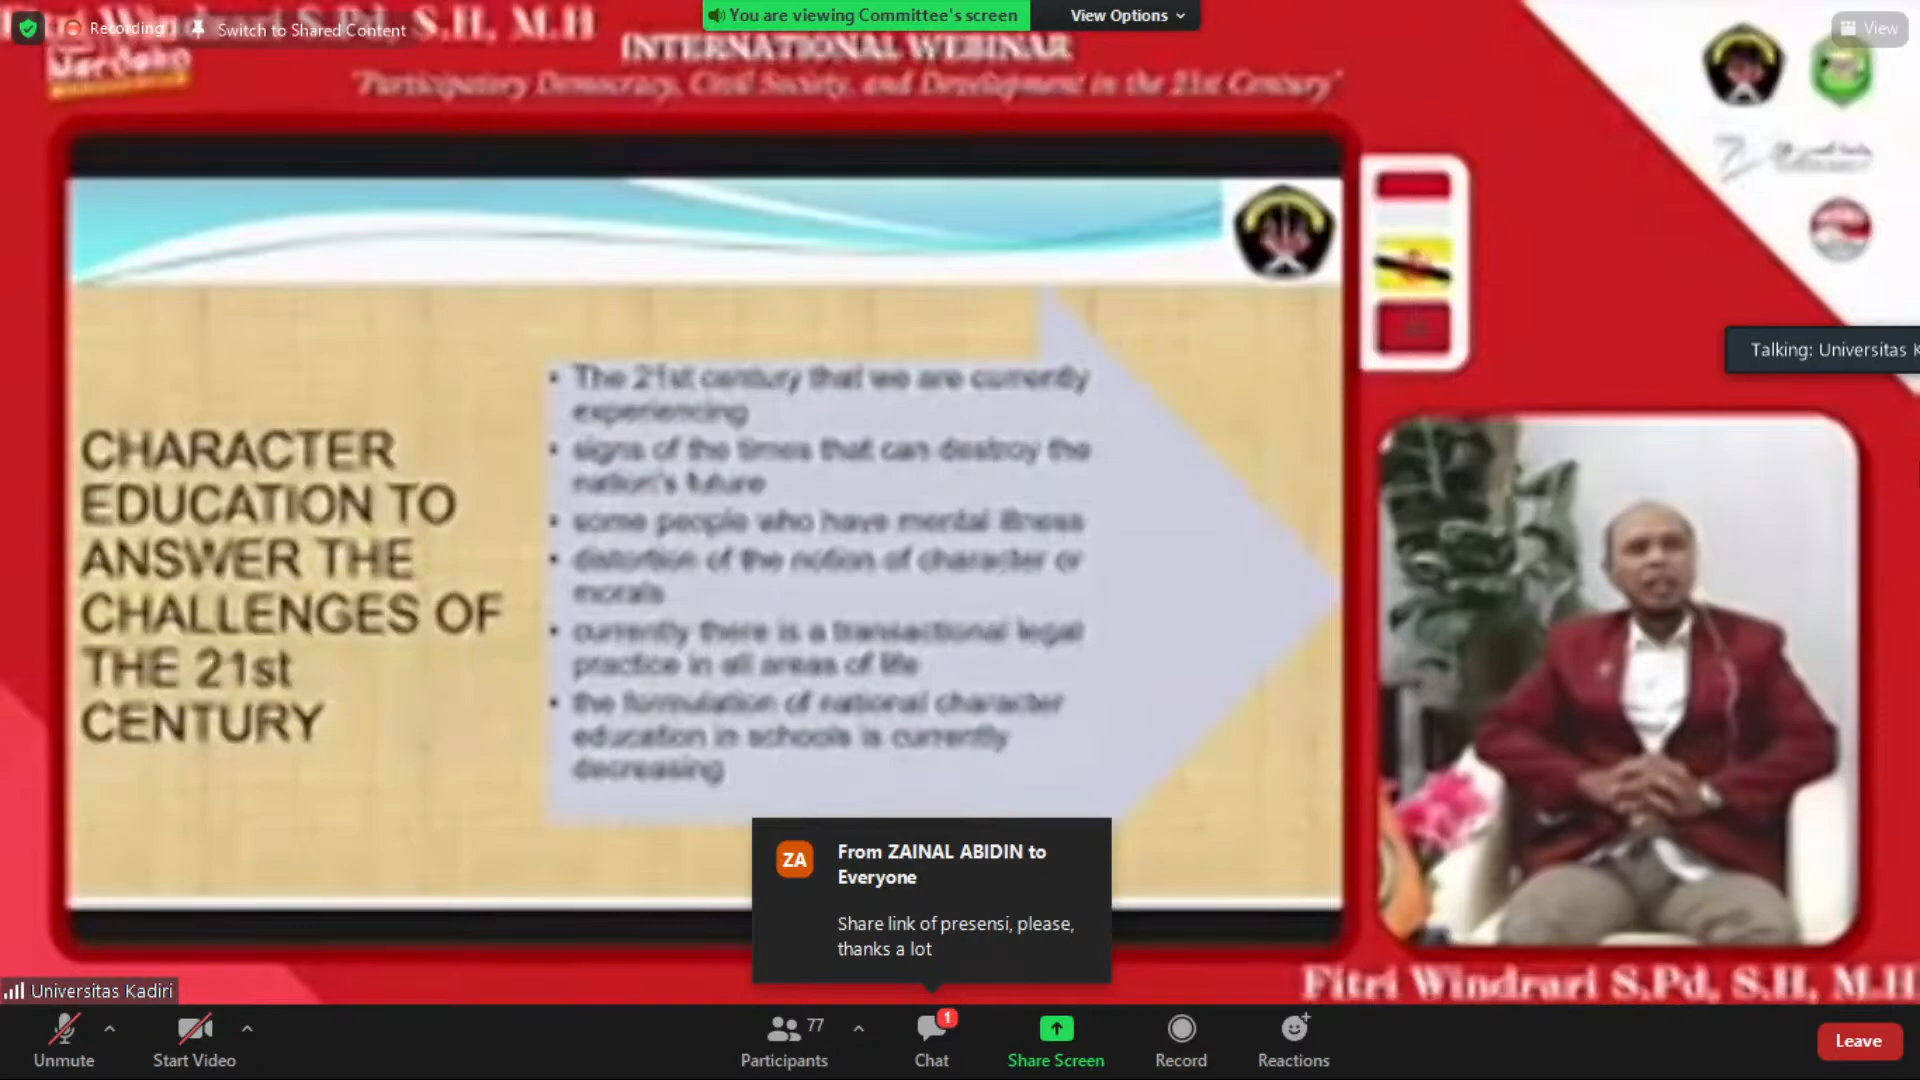 S.Pd, S.H, M.H
Recording
Switch to Shared Content
You are viewing Committee's screen
View Options
View
Merdeka
INTERNATIONAL WEBINAR
"Participatory Democracy, Civil Society, and Development in the 21st Century"
CHARACTER
EDUCATION TO
ANSWER THE
CHALLENGES OF
THE 21st
CENTURY
• The 21st century that we are currently
experiencing
• signs of the times that can destroy the
nation's future
• some people who have mental illness
• distortion of the notion of character or
morals
• currently there is a transactional legal
practice in all areas of life
• the formulation of national character
education in schools is currently
decreasing
Talking: Universitas K
ZA
From ZAINAL ABIDIN to
Everyone
Share link of presensi, please,
thanks a lot
Fitri Windrari S.Pd, S.H, M.H
Universitas Kadiri
Unmute
Start Video
77
Participants
1
Chat
Share Screen
Record
Reactions
Leave